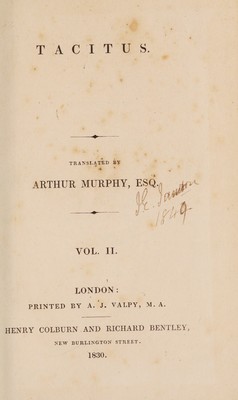 TACITUS.
TRANSLATED BY
ARTHUR MURPHY, ESQ.
1849.
VOL. II.
LONDON:
PRINTED BY A. J. VALPY, M. A.
HENRY COLBURN AND RICHARD BENTLEY,
NEW BURLINGTON STREET.
1830.